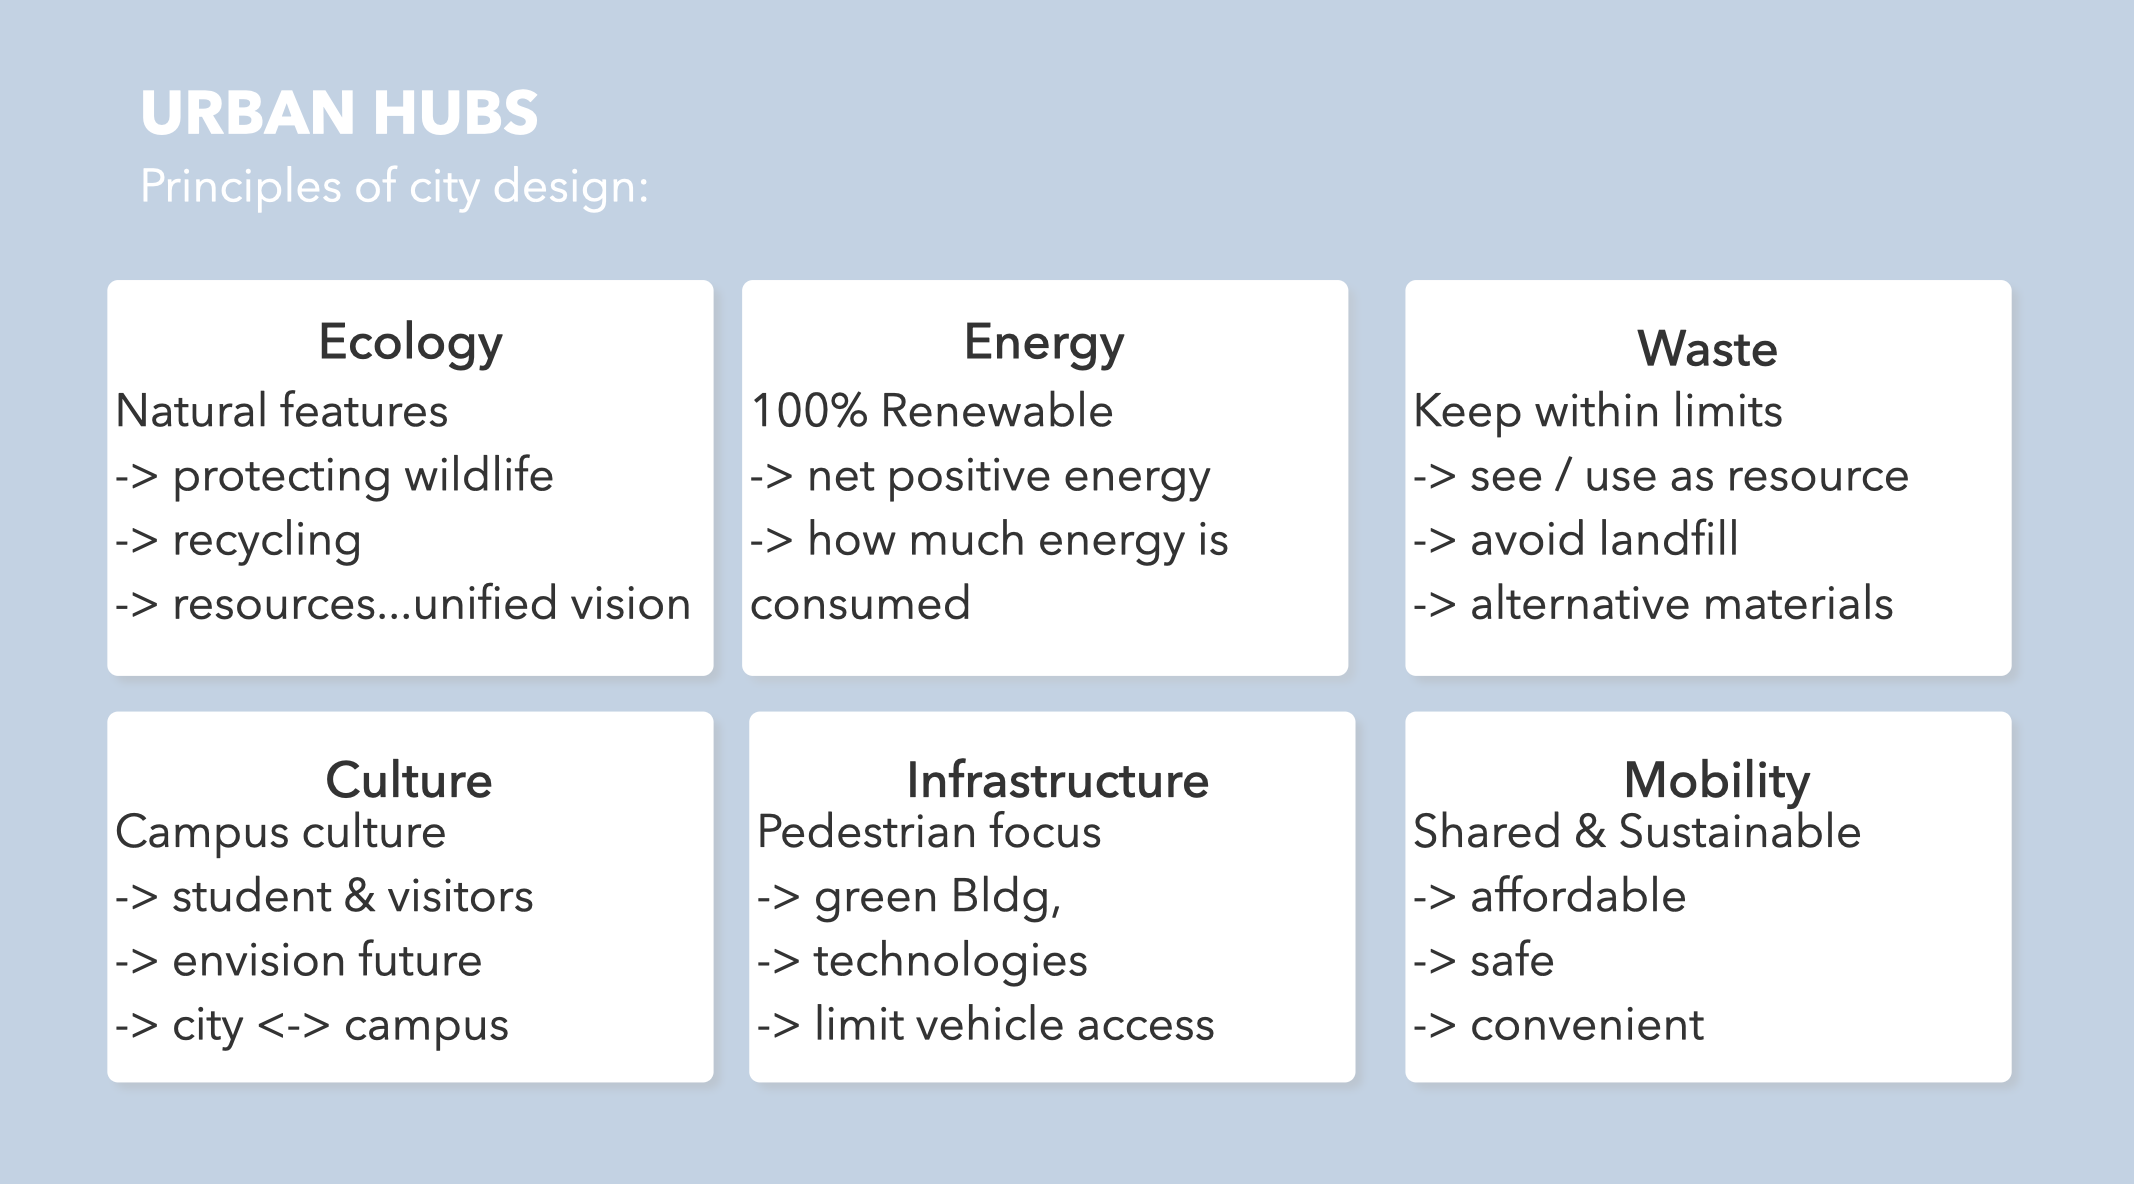 URBAN HUBS
Principles of city design:
Ecology
Natural features
-> protecting wildlife
-> recycling
-> resources...unified vision
Energy
100% Renewable
-> net positive energy
-> how much energy is
consumed
Waste
Keep within limits
-> see / use as resource
-> avoid landfill
-> alternative materials
Culture
Campus culture
-> student & visitors
-> envision future
-> city <-> campus
Infrastructure
Pedestrian focus
-> green Bldg,
-> technologies
-> limit vehicle access
Mobility
Shared & Sustainable
-> affordable
-> safe
-> convenient